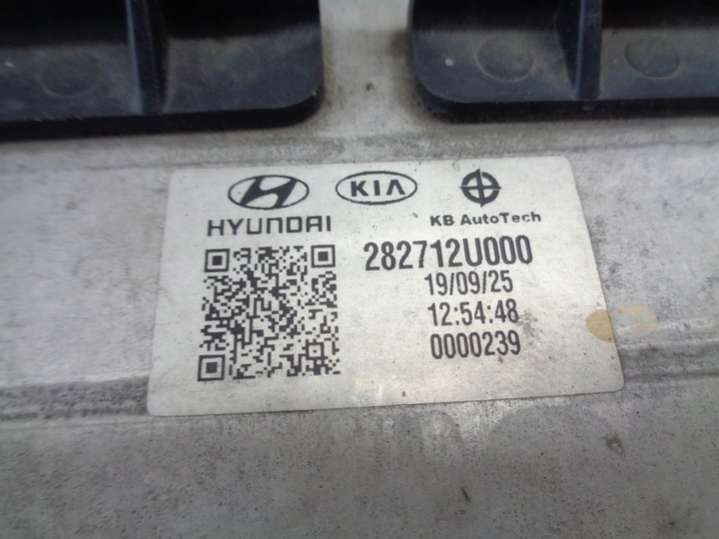 HYUNDAI
KIA
KB AutoTech
282712U000
19/09/25
12:54:48
0000239